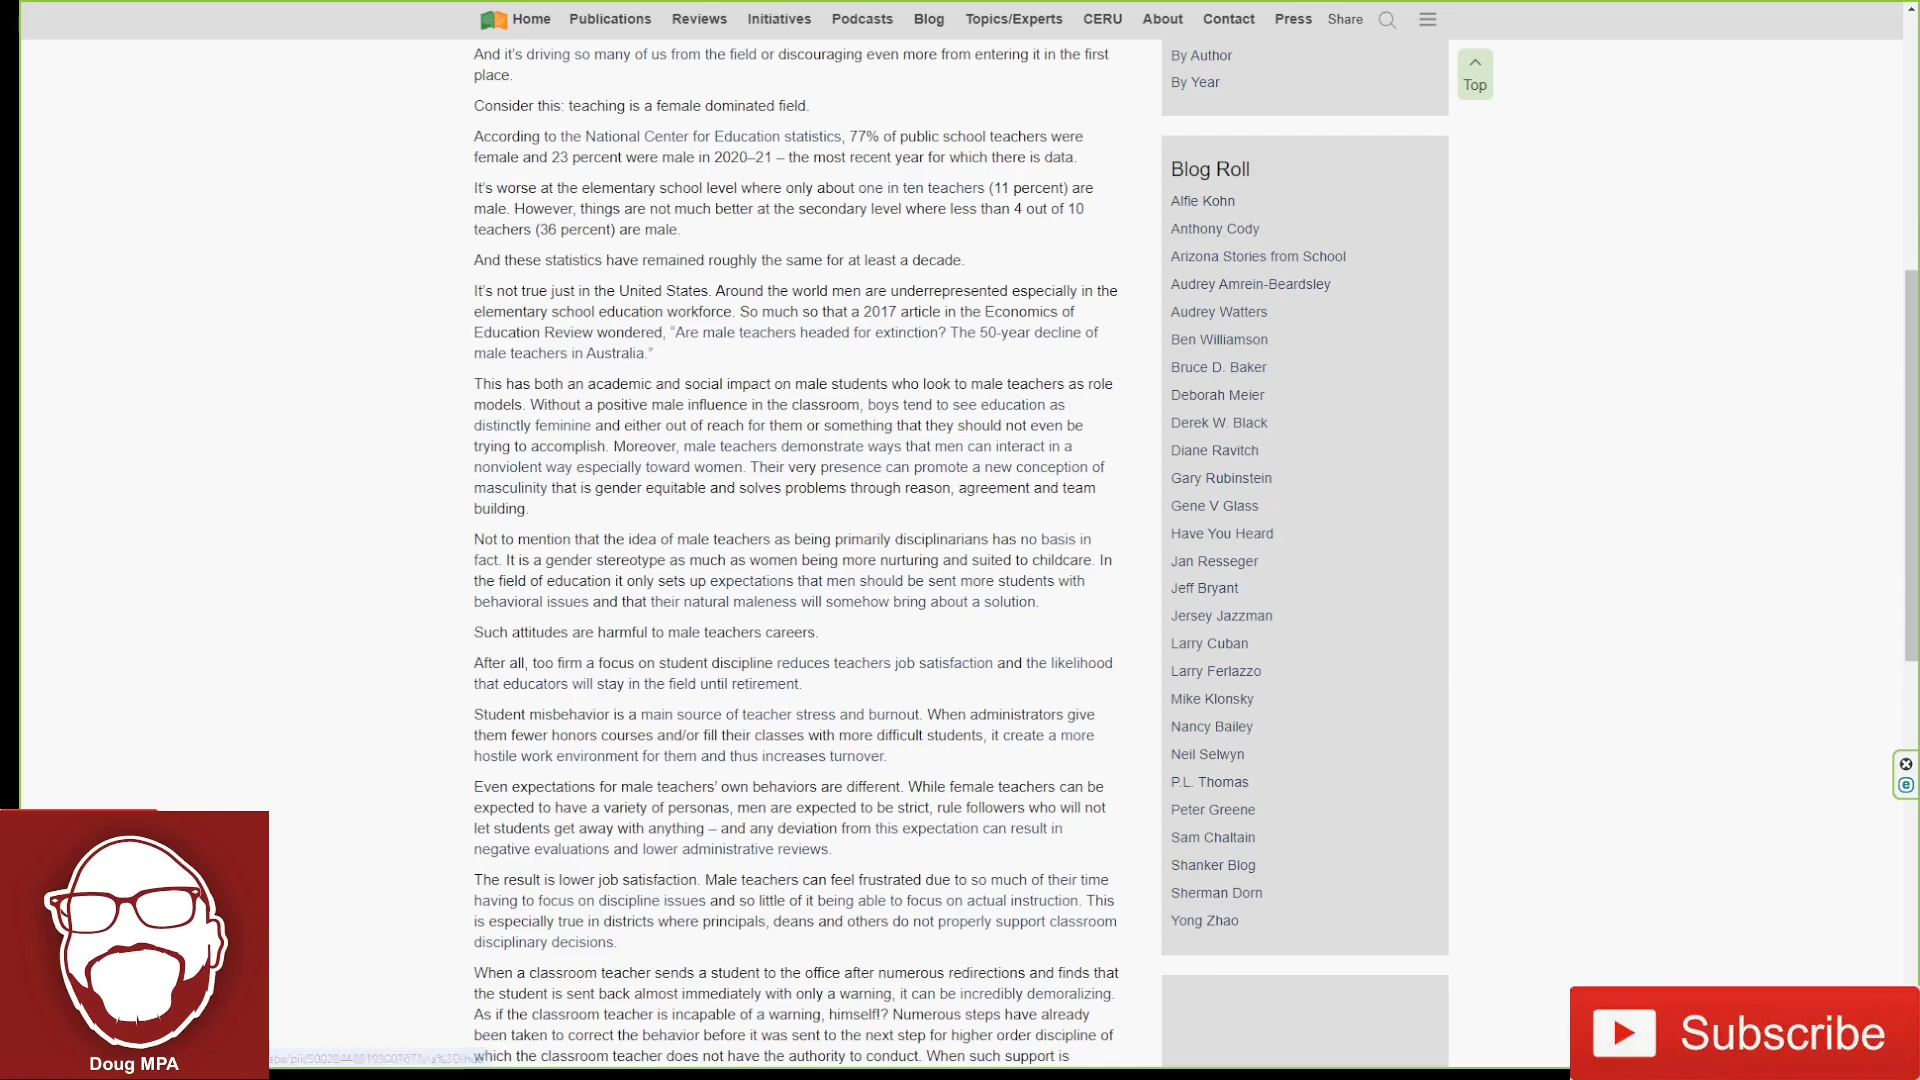 Home Publications Reviews Initiatives Podcasts Blog Topics/Experts CERU About Contact Press Share
And it's driving so many of us from the field or discouraging even more from entering it in the first
place.
Consider this: teaching is a female dominated field.
According to the National Center for Education statistics, 77% of public school teachers were
female and 23 percent were male in 2020–21 – the most recent year for which there is data.
It's worse at the elementary school level where only about one in ten teachers (11 percent) are
male. However, things are not much better at the secondary level where less than 4 out of 10
teachers (36 percent) are male.
And these statistics have remained roughly the same for at least a decade.
It's not true just in the United States. Around the world men are underrepresented especially in the
elementary school education workforce. So much so that a 2017 article in the Economics of
Education Review wondered, "Are male teachers headed for extinction? The 50-year decline of
male teachers in Australia."
This has both an academic and social impact on male students who look to male teachers as role
models. Without a positive male influence in the classroom, boys tend to see education as
distinctly feminine and either out of reach for them or something that they should not even be
trying to accomplish. Moreover, male teachers demonstrate ways that men can interact in a
nonviolent way especially toward women. Their very presence can promote a new conception of
masculinity that is gender equitable and solves problems through reason, agreement and team
building.
Not to mention that the idea of male teachers as being primarily disciplinarians has no basis in
fact. It is a gender stereotype as much as women being more nurturing and suited to childcare. In
the field of education it only sets up expectations that men should be sent more students with
behavioral issues and that their natural maleness will somehow bring about a solution.
Such attitudes are harmful to male teachers careers.
After all, too firm a focus on student discipline reduces teachers job satisfaction and the likelihood
that educators will stay in the field until retirement.
Student misbehavior is a main source of teacher stress and burnout. When administrators give
them fewer honors courses and/or fill their classes with more difficult students, it create a more
hostile work environment for them and thus increases turnover.
Even expectations for male teachers' own behaviors are different. While female teachers can be
expected to have a variety of personas, men are expected to be strict, rule followers who will not
let students get away with anything – and any deviation from this expectation can result in
negative evaluations and lower administrative reviews.
The result is lower job satisfaction. Male teachers can feel frustrated due to so much of their time
having to focus on discipline issues and so little of it being able to focus on actual instruction. This
is especially true in districts where principals, deans and others do not properly support classroom
disciplinary decisions.
When a classroom teacher sends a student to the office after numerous redirections and finds that
the student is sent back almost immediately with only a warning, it can be incredibly demoralizing.
As if the classroom teacher is incapable of a warning, himself!? Numerous steps have already
been taken to correct the behavior before it was sent to the next step for higher order discipline of
which the classroom teacher does not have the authority to conduct. When such support is
By Author
By Year
Blog Roll
Alfie Kohn
Anthony Cody
Arizona Stories from School
Audrey Amrein-Beardsley
Audrey Watters
Ben Williamson
Bruce D. Baker
Deborah Meier
Derek W. Black
Diane Ravitch
Gary Rubinstein
Gene V Glass
Have You Heard
Jan Resseger
Jeff Bryant
Jersey Jazzman
Larry Cuban
Larry Ferlazzo
Mike Klonsky
Nancy Bailey
Neil Selwyn
P.L. Thomas
Peter Greene
Sam Chaltain
Shanker Blog
Sherman Dorn
Yong Zhao
Top
Doug MPA
Subscribe